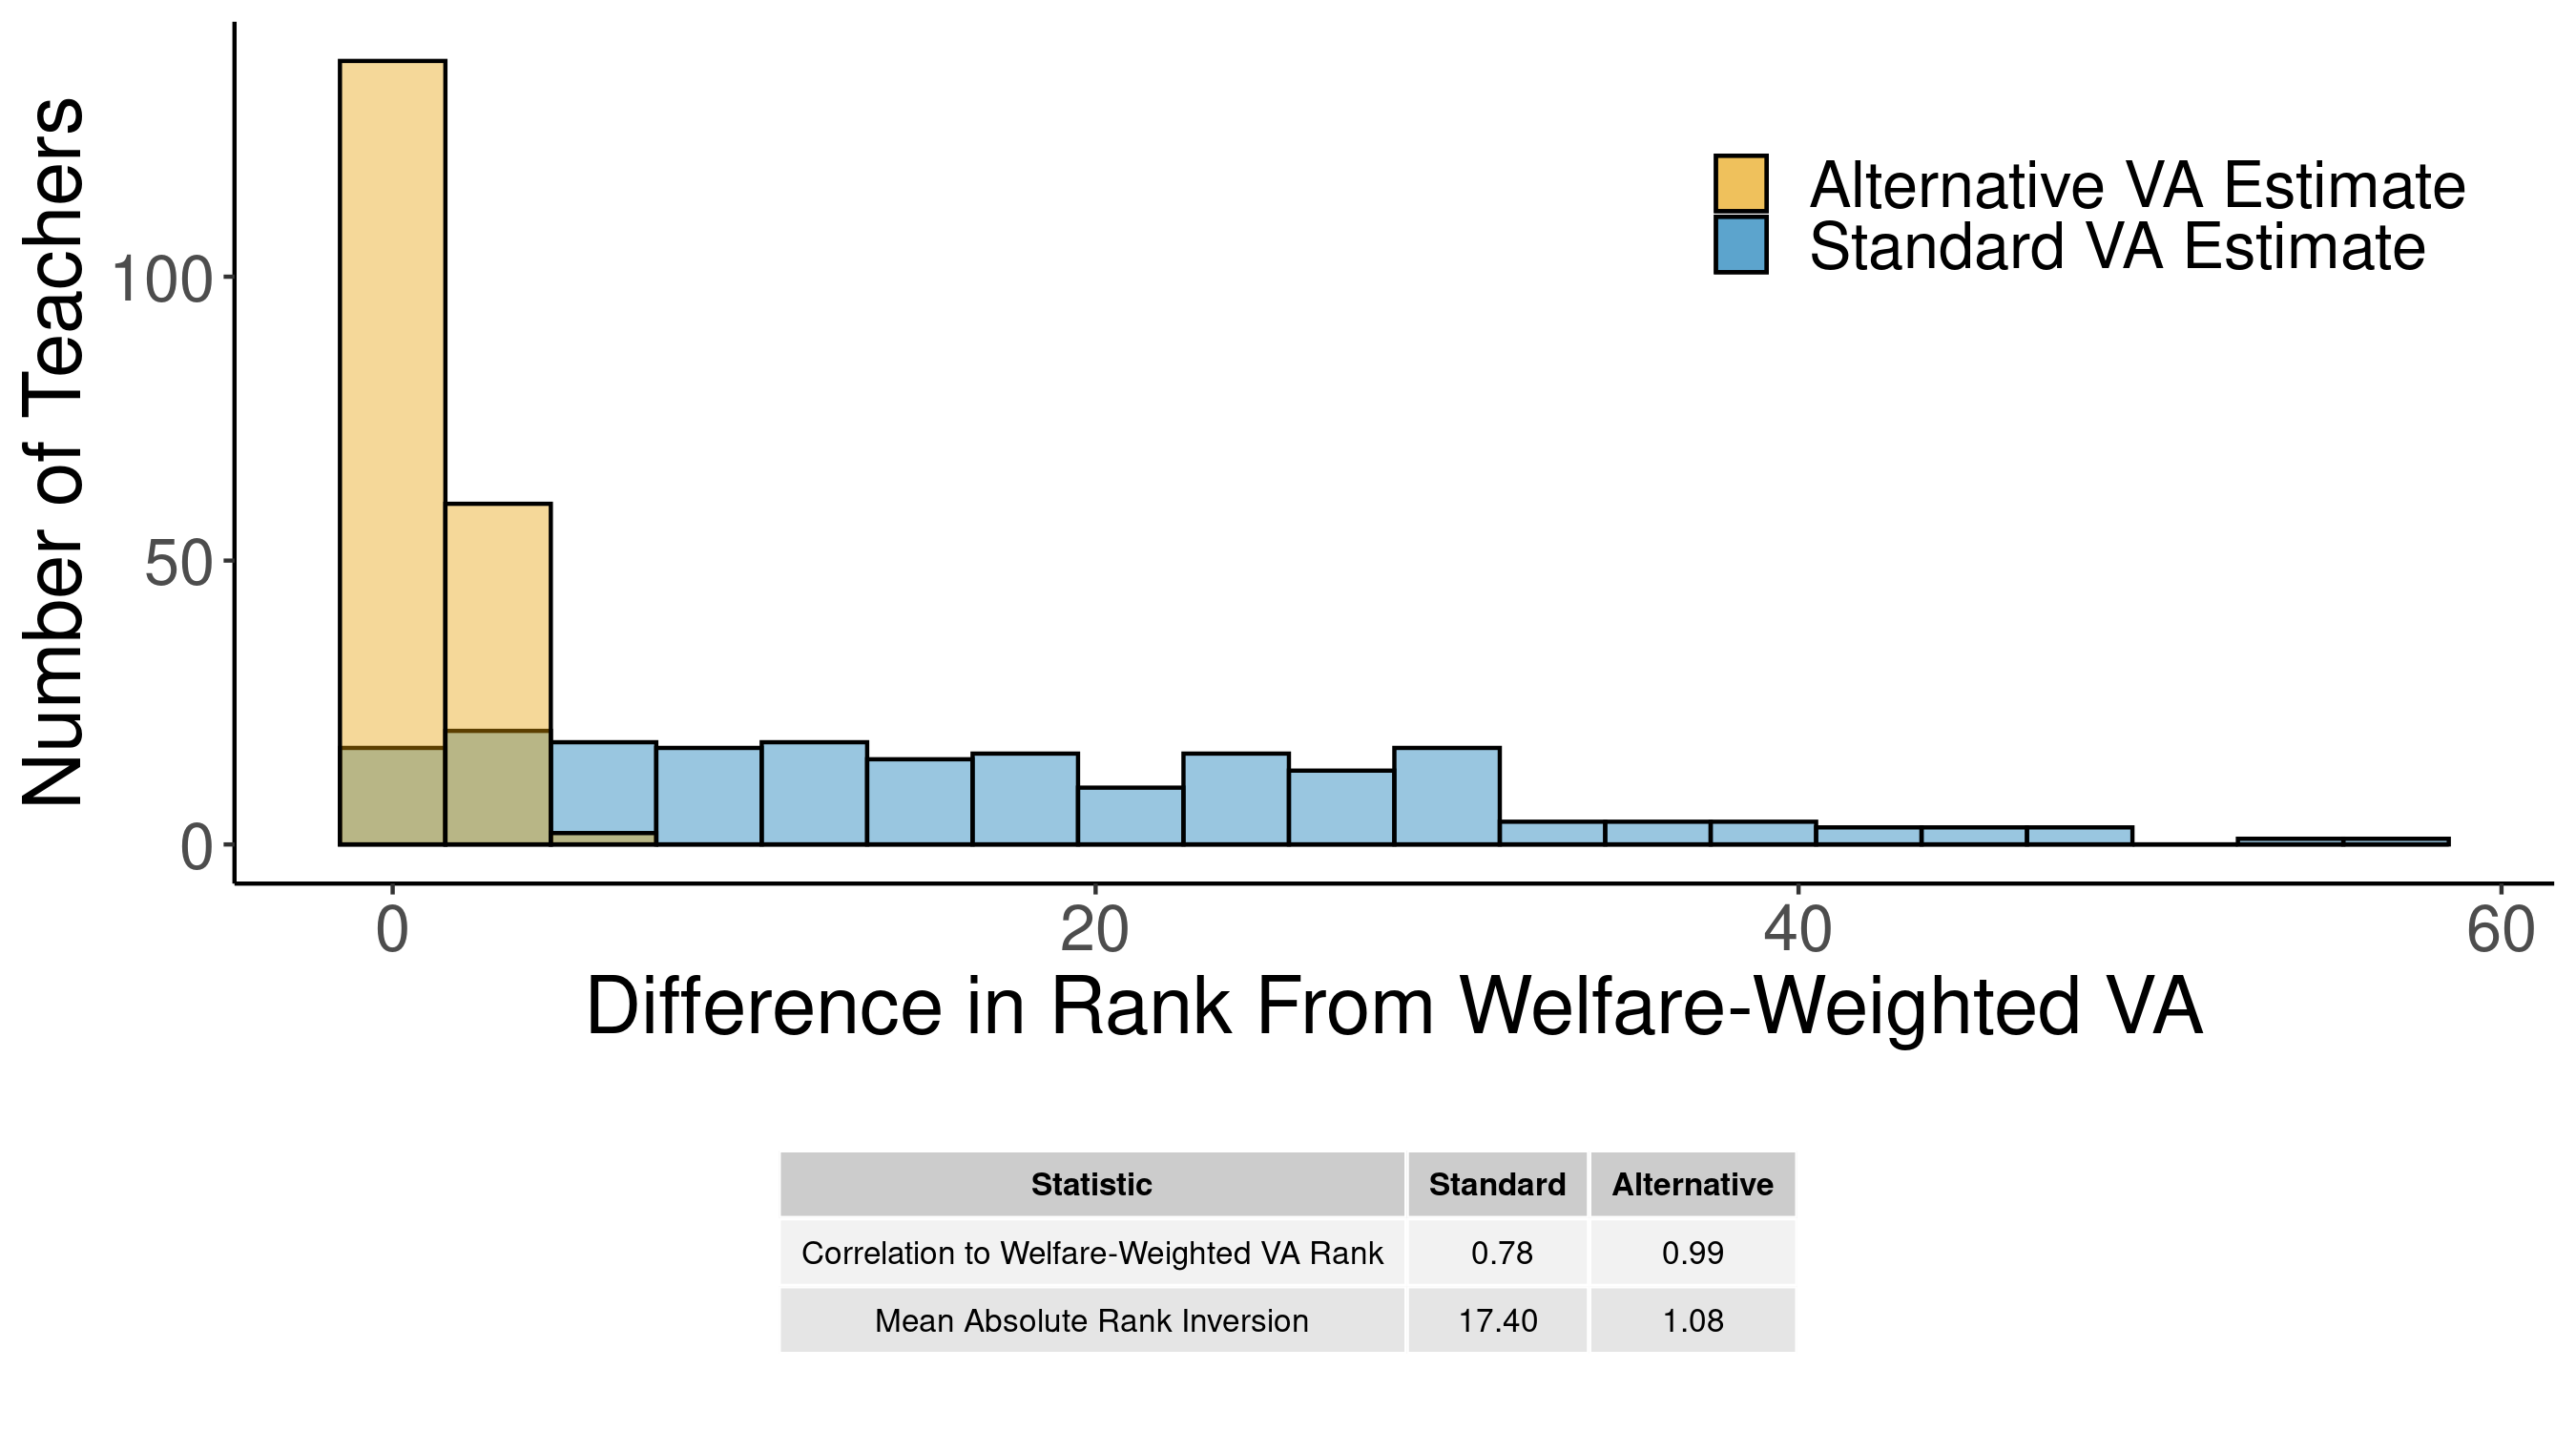 Number of Teachers
100
50
0
Alternative VA Estimate
Standard VA Estimate
0 20 40 60
Difference in Rank From Welfare-Weighted VA
Statistic Standard Alternative
Correlation to Welfare-Weighted VA Rank 0.78 0.99
Mean Absolute Rank Inversion 17.40 1.08